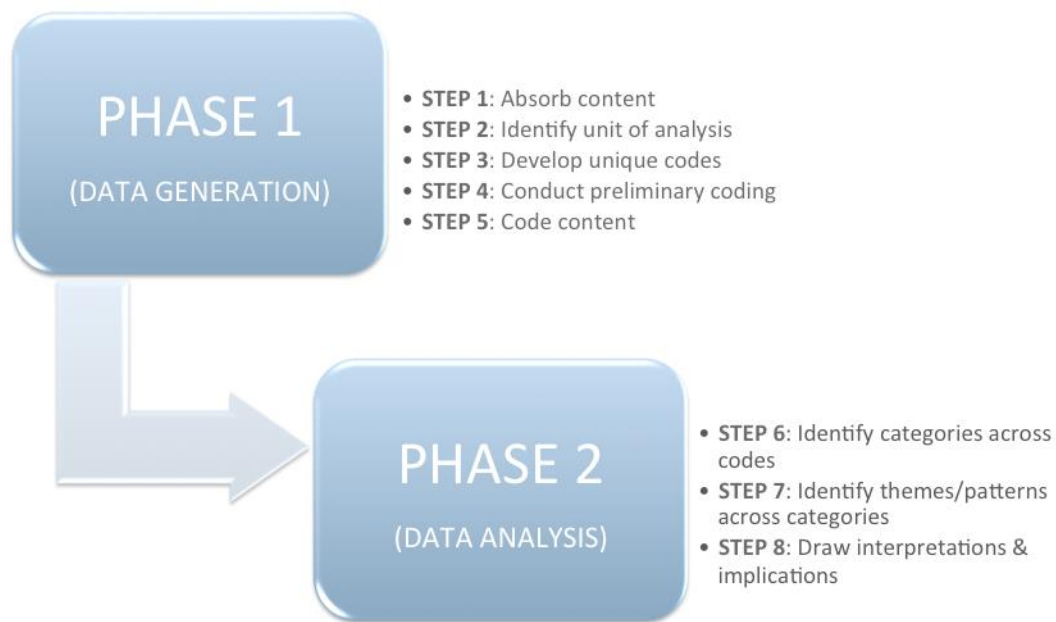 PHASE 1
(DATA GENERATION)
• STEP 1: Absorb content
• STEP 2: Identify unit of analysis
• STEP 3: Develop unique codes
• STEP 4: Conduct preliminary coding
• STEP 5: Code content
PHASE 2
(DATA ANALYSIS)
• STEP 6: Identify categories across
codes
• STEP 7: Identify themes/patterns
across categories
• STEP 8: Draw interpretations &
implications